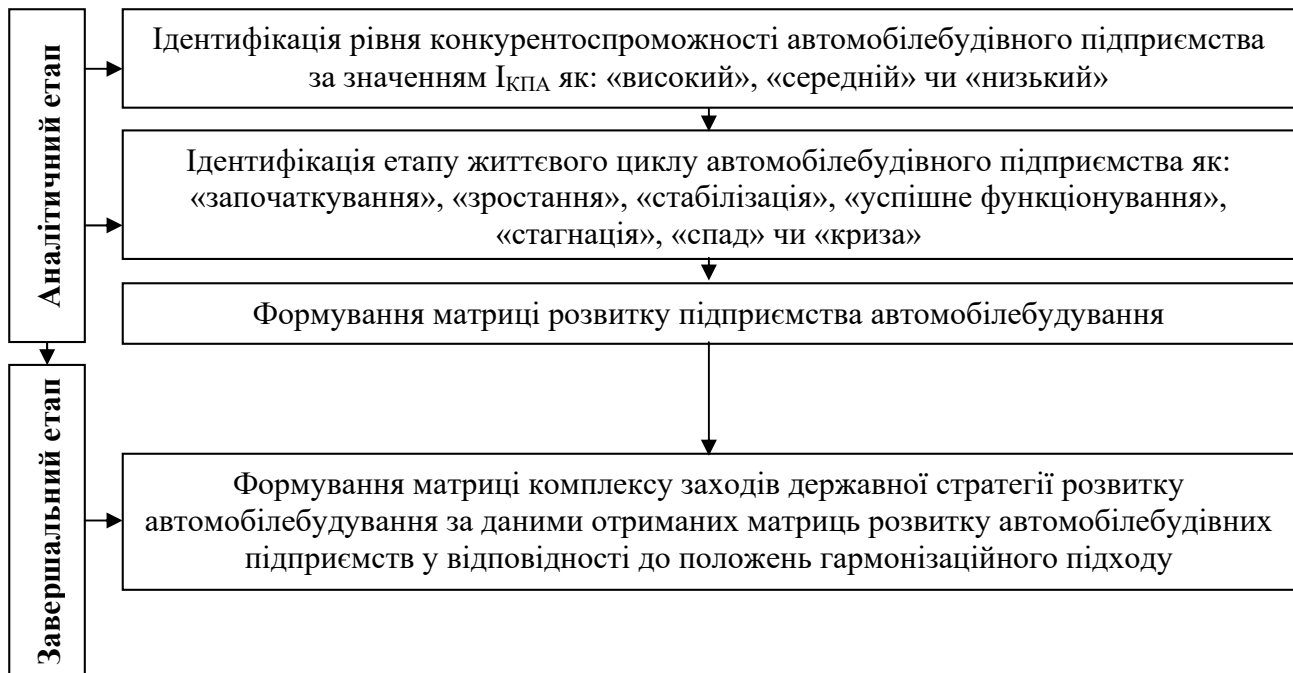 Аналітичний етап
Ідентифікація рівня конкурентоспроможності автомобілебудівного підприємства
за значенням ІКПА як: «високий», «середній» чи «низький»
Ідентифікація етапу життєвого циклу автомобілебудівного підприємства як:
«започаткування», «зростання», «стабілізація», «успішне функціонування»,
«стагнація», «спад» чи «криза»
Формування матриці розвитку підприємства автомобілебудування
Завершальний етап
Формування матриці комплексу заходів державної стратегії розвитку
автомобілебудування за даними отриманих матриць розвитку автомобілебудівних
підприємств у відповідності до положень гармонізаційного підходу